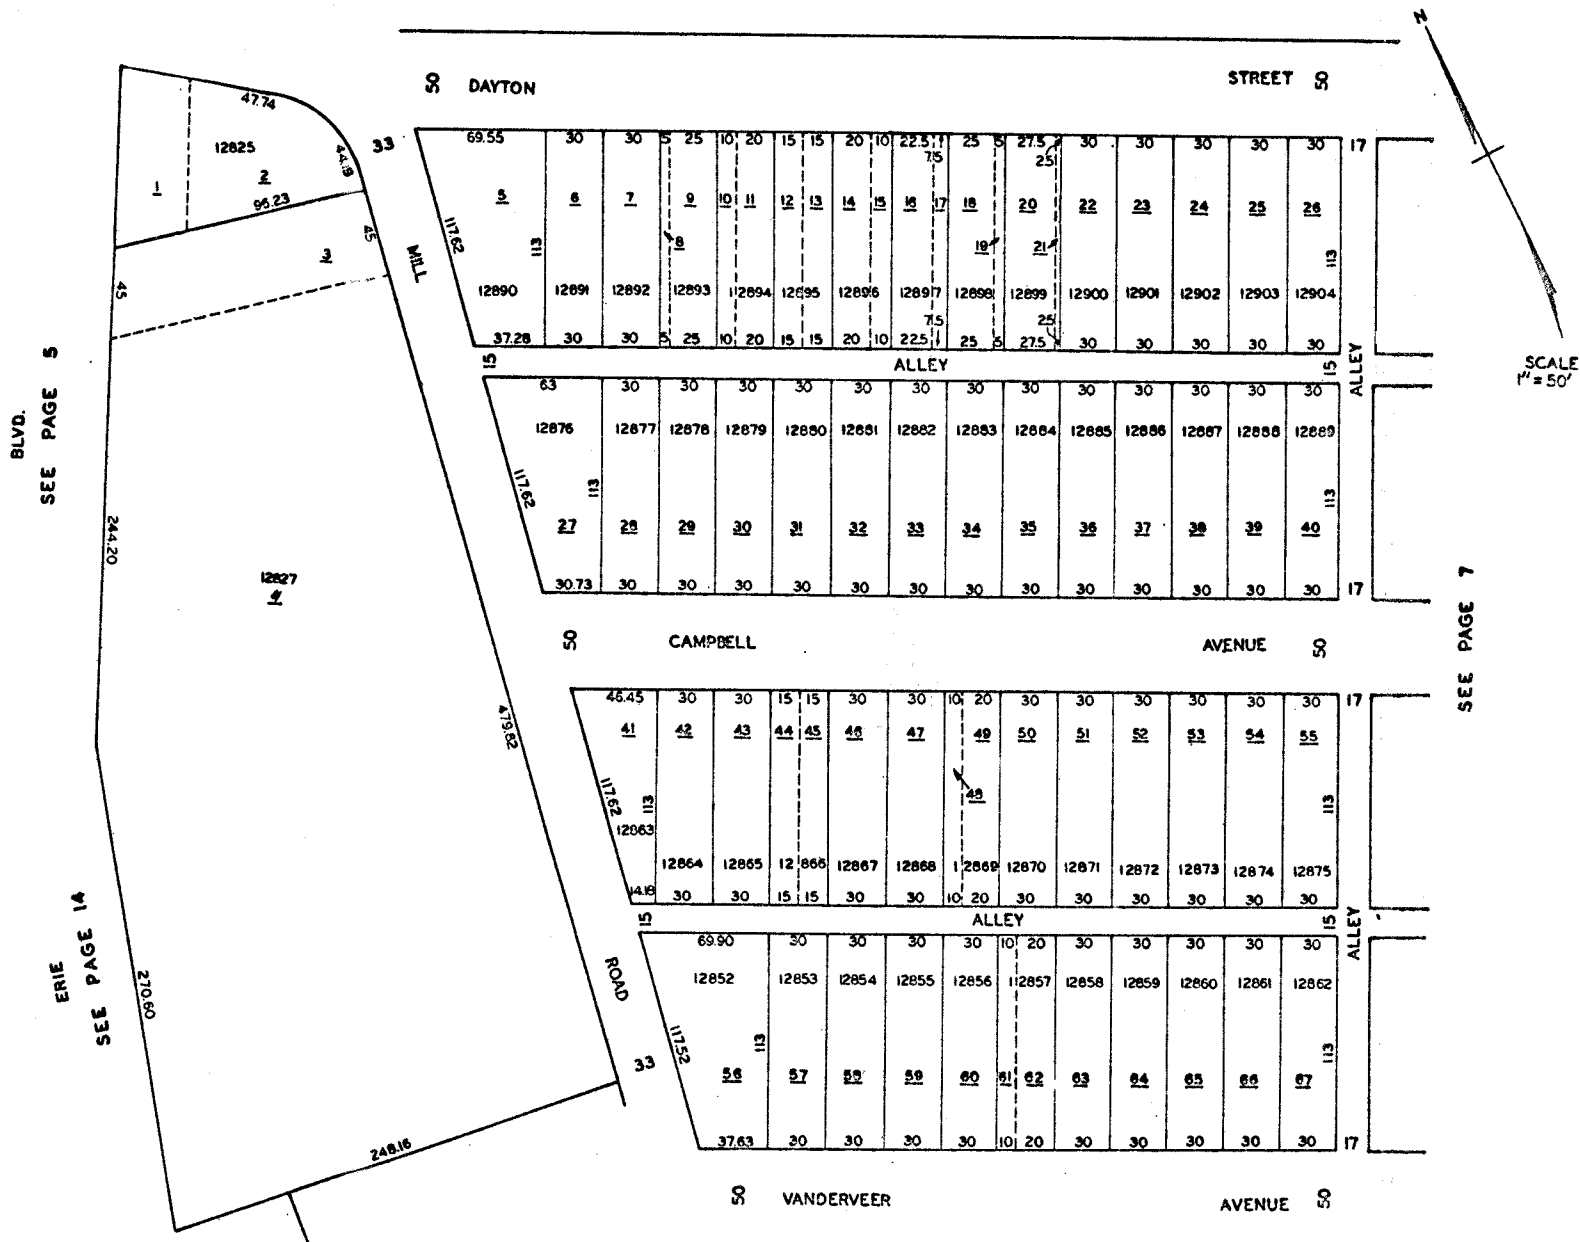 N
50 DAYTON STREET 50
47.74
12825
44.19
33
1
2
96.23
45
3
45
69.55 30 30 5 25 10 20 15 15 20 10 22.5 7.5 25 5 27.5 2.5 30 30 30 30 30 17
5 6 7 9 10 11 12 13 14 15 16 17 18 20 22 23 24 25 26
117.62 113 8 19 21 113
MILL
12890 12891 12892 12893 12894 12895 12896 12897 12898 12899 12900 12901 12902 12903 12904
7.5 25
37.28 30 30 5 25 10 20 15 15 20 10 22.5 25 5 27.5 30 30 30 30 30
15 ALLEY 15 ALLEY
SCALE
1" = 50'
63 30 30 30 30 30 30 30 30 30 30 30 30 30
12876 12877 12878 12879 12880 12881 12882 12883 12884 12885 12886 12887 12888 12889
117.62 113 113
27 28 29 30 31 32 33 34 35 36 37 38 39 40
30.73 30 30 30 30 30 30 30 30 30 30 30 30 30 17
BLVD.
SEE PAGE 5
244.20
12827
4
SEE PAGE 7
50 CAMPBELL AVENUE 50
46.45 30 30 15 15 30 30 10 20 30 30 30 30 30 30 17
41 42 43 44 45 46 47 49 50 51 52 53 54 55
479.82
117.62 113 48 113
12863
12864 12865 12866 12867 12868 12869 12870 12871 12872 12873 12874 12875
14.18 30 30 15 15 30 30 10 20 30 30 30 30 30 30
15 ALLEY 15 ALLEY
69.90 30 30 30 30 10 20 30 30 30 30 30
ROAD
12852 12853 12854 12855 12856 12857 12858 12859 12860 12861 12862
ERIE
SEE PAGE 14
270.60
33
117.52 113 113
56 57 58 59 60 61 62 63 64 65 66 67
37.63 30 30 30 30 10 20 30 30 30 30 30 17
248.16
50 VANDERVEER AVENUE 50